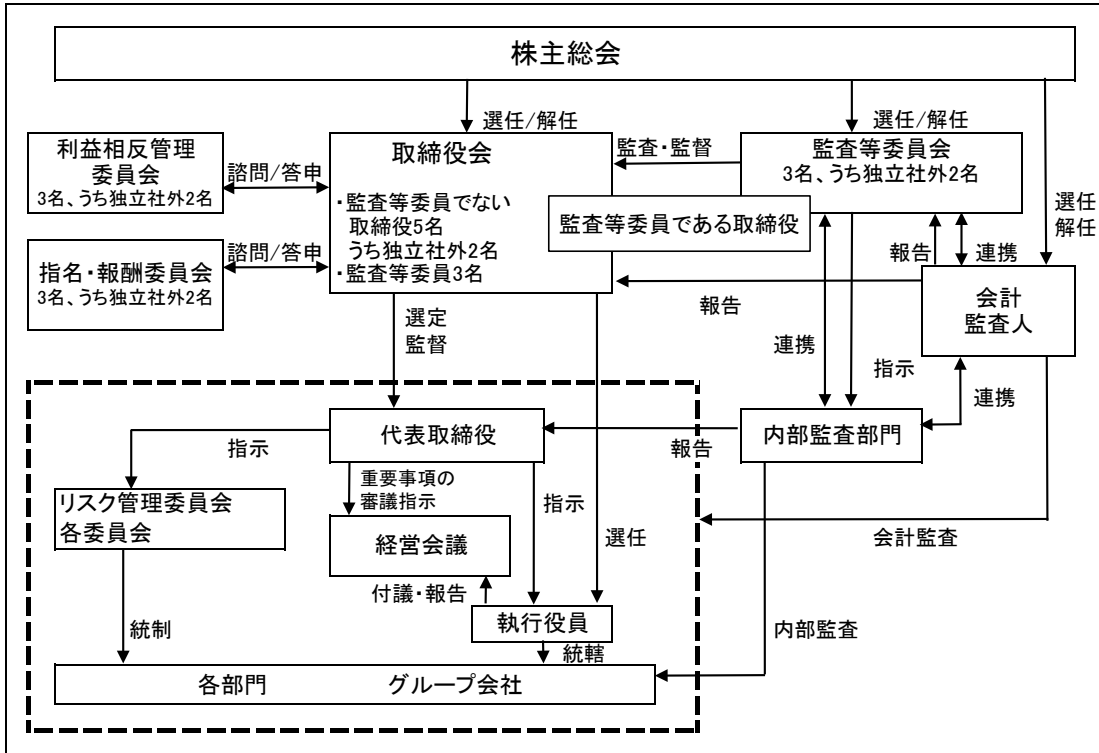 株主総会
選任/解任
選任/解任
選任
解任
利益相反管理
委員会
3名、うち独立社外2名
諮問/答申
取締役会
・監査等委員でない
取締役5名
うち独立社外2名
・監査等委員3名
監査・監督
監査等委員会
3名、うち独立社外2名
監査等委員である取締役
指名・報酬委員会
3名、うち独立社外2名
諮問/答申
報告
連携
報告
会計
監査人
選定
監督
連携
指示
連携
代表取締役
報告
内部監査部門
指示
重要事項の
審議指示
指示
選任
リスク管理委員会
各委員会
経営会議
会計監査
付議・報告
執行役員
統制
統轄
内部監査
各部門 グループ会社